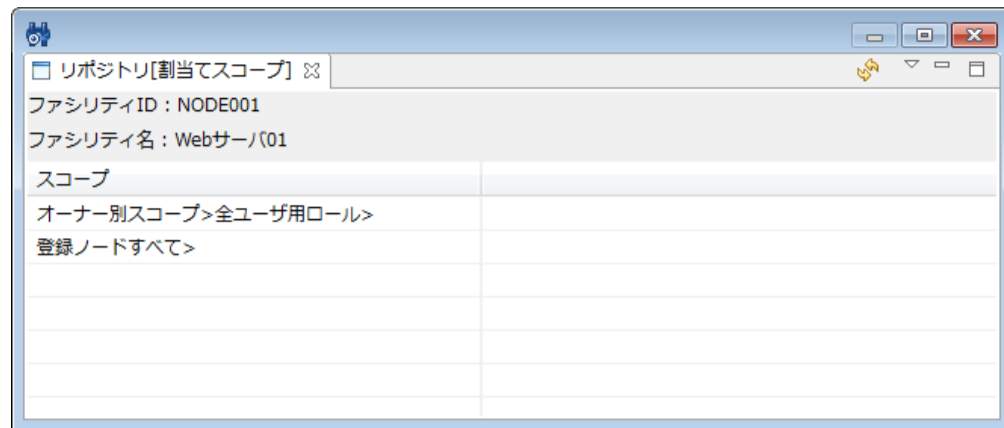 リポジトリ[割当てスコープ]
ファシリティID : NODE001
ファシリティ名 : Webサーバ01
スコープ
オーナー別スコープ>全ユーザ用ロール>
登録ノードすべて>